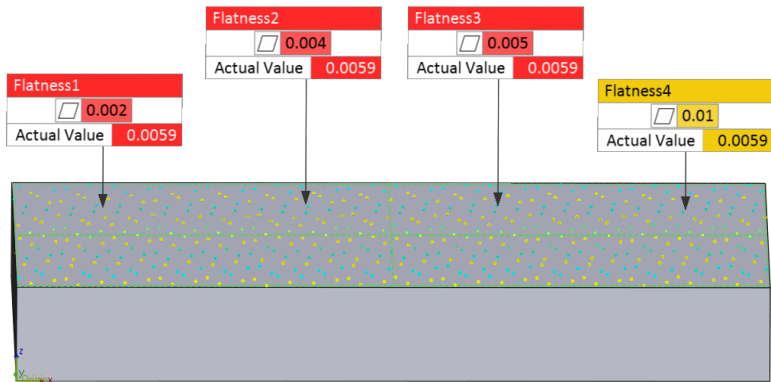 Flatness1
0.002
Actual Value 0.0059
Flatness2
0.004
Actual Value 0.0059
Flatness3
0.005
Actual Value 0.0059
Flatness4
0.01
Actual Value 0.0059
z
y
x